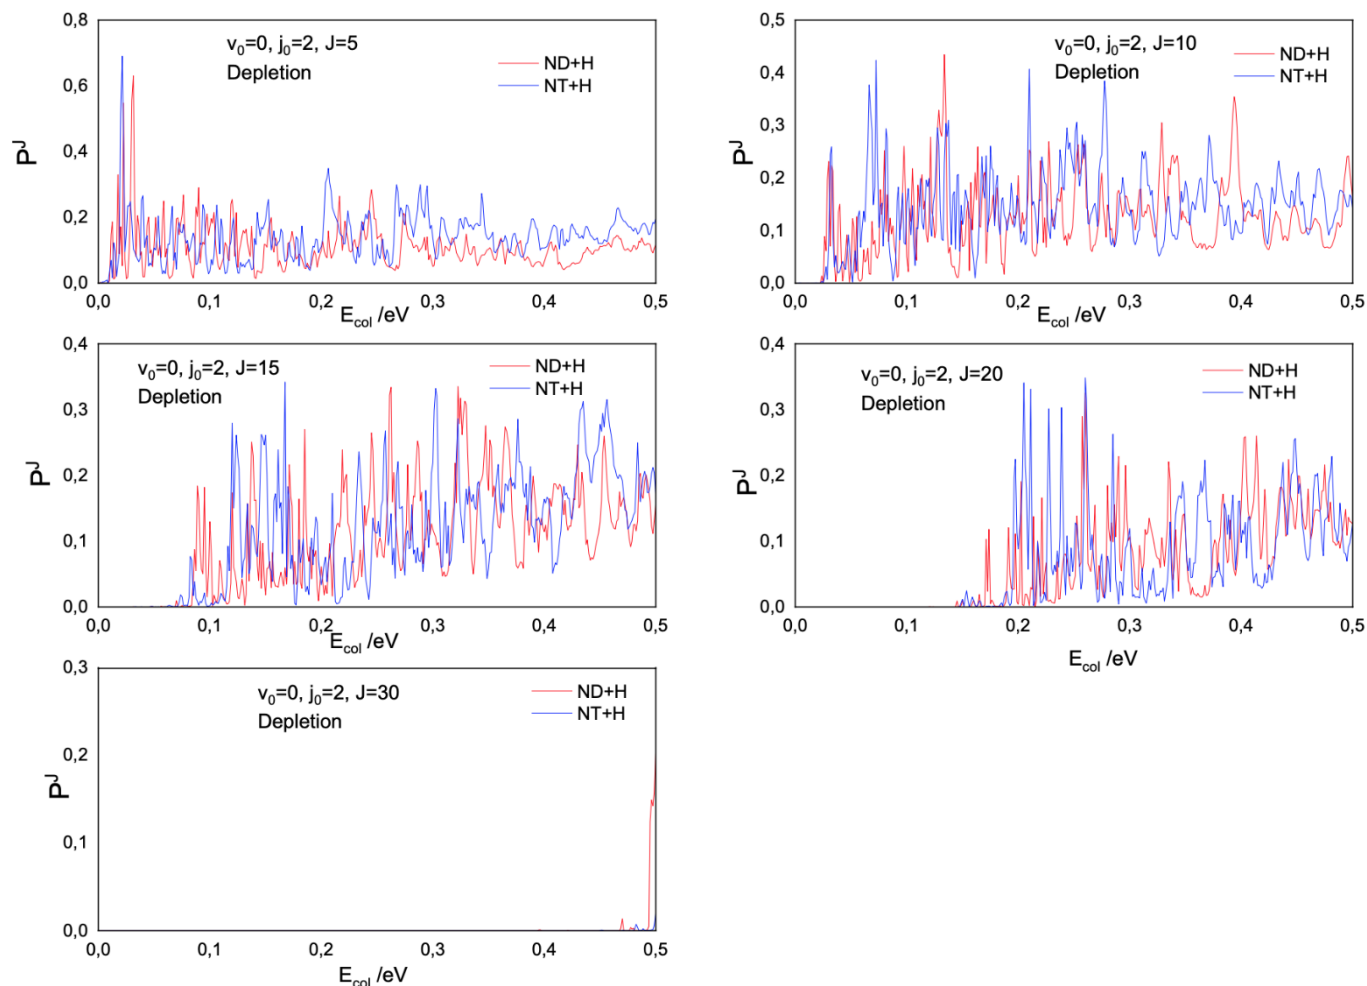 v₀=0, j₀=2, J=5
Depletion
ND+H
NT+H
0,8
0,6
0,4
0,2
0,0
Pᴶ
0,0 0,1 0,2 0,3 0,4 0,5
E_col /eV
v₀=0, j₀=2, J=10
Depletion
ND+H
NT+H
0,5
0,4
0,3
0,2
0,1
0,0
Pᴶ
0,0 0,1 0,2 0,3 0,4 0,5
E_col /eV
v₀=0, j₀=2, J=15
Depletion
ND+H
NT+H
0,4
0,3
0,2
0,1
0,0
Pᴶ
0,0 0,1 0,2 0,3 0,4 0,5
E_col /eV
v₀=0, j₀=2, J=20
Depletion
ND+H
NT+H
0,4
0,3
0,2
0,1
0,0
Pᴶ
0,0 0,1 0,2 0,3 0,4 0,5
E_col /eV
v₀=0, j₀=2, J=30
Depletion
ND+H
NT+H
0,3
0,2
0,1
0,0
Pᴶ
0,0 0,1 0,2 0,3 0,4 0,5
E_col /eV